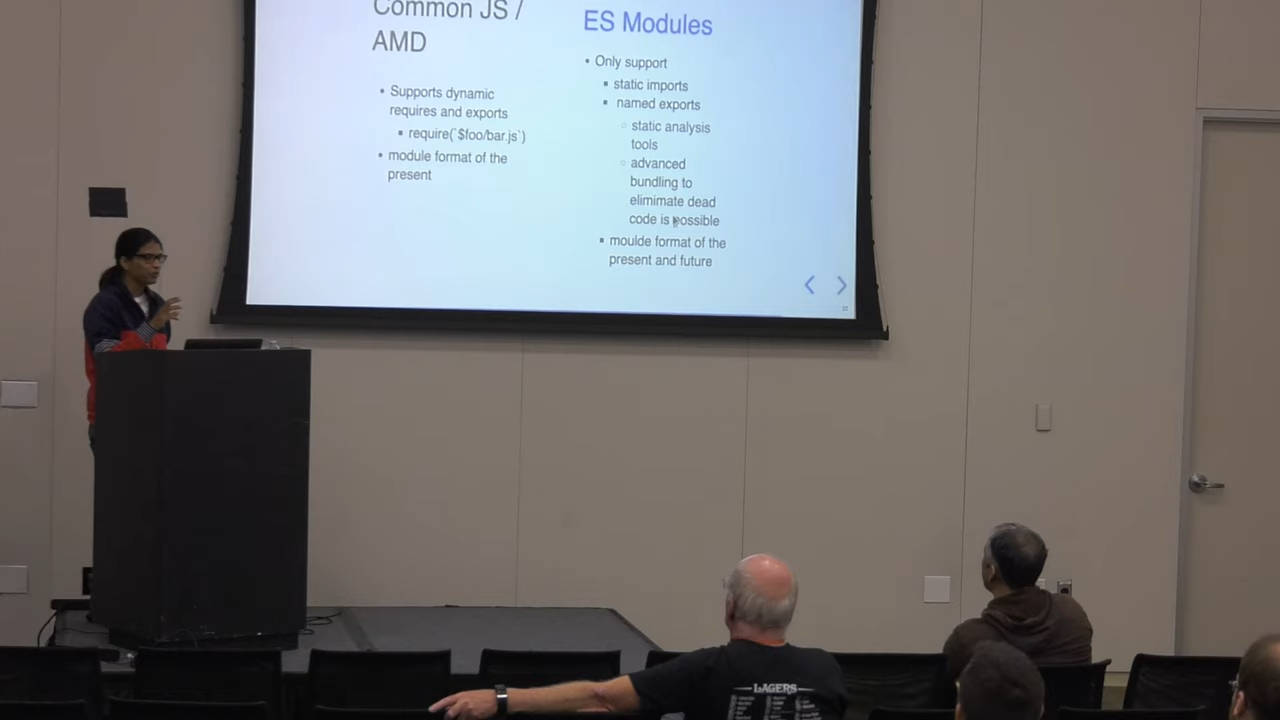 Common JS /
AMD
• Supports dynamic
requires and exports
▪ require(`$foo/bar.js`)
• module format of the
present
ES Modules
• Only support
▪ static imports
▪ named exports
○ static analysis
tools
○ advanced
bundling to
elimimate dead
code is possible
▪ moulde format of the
present and future
LAGERS